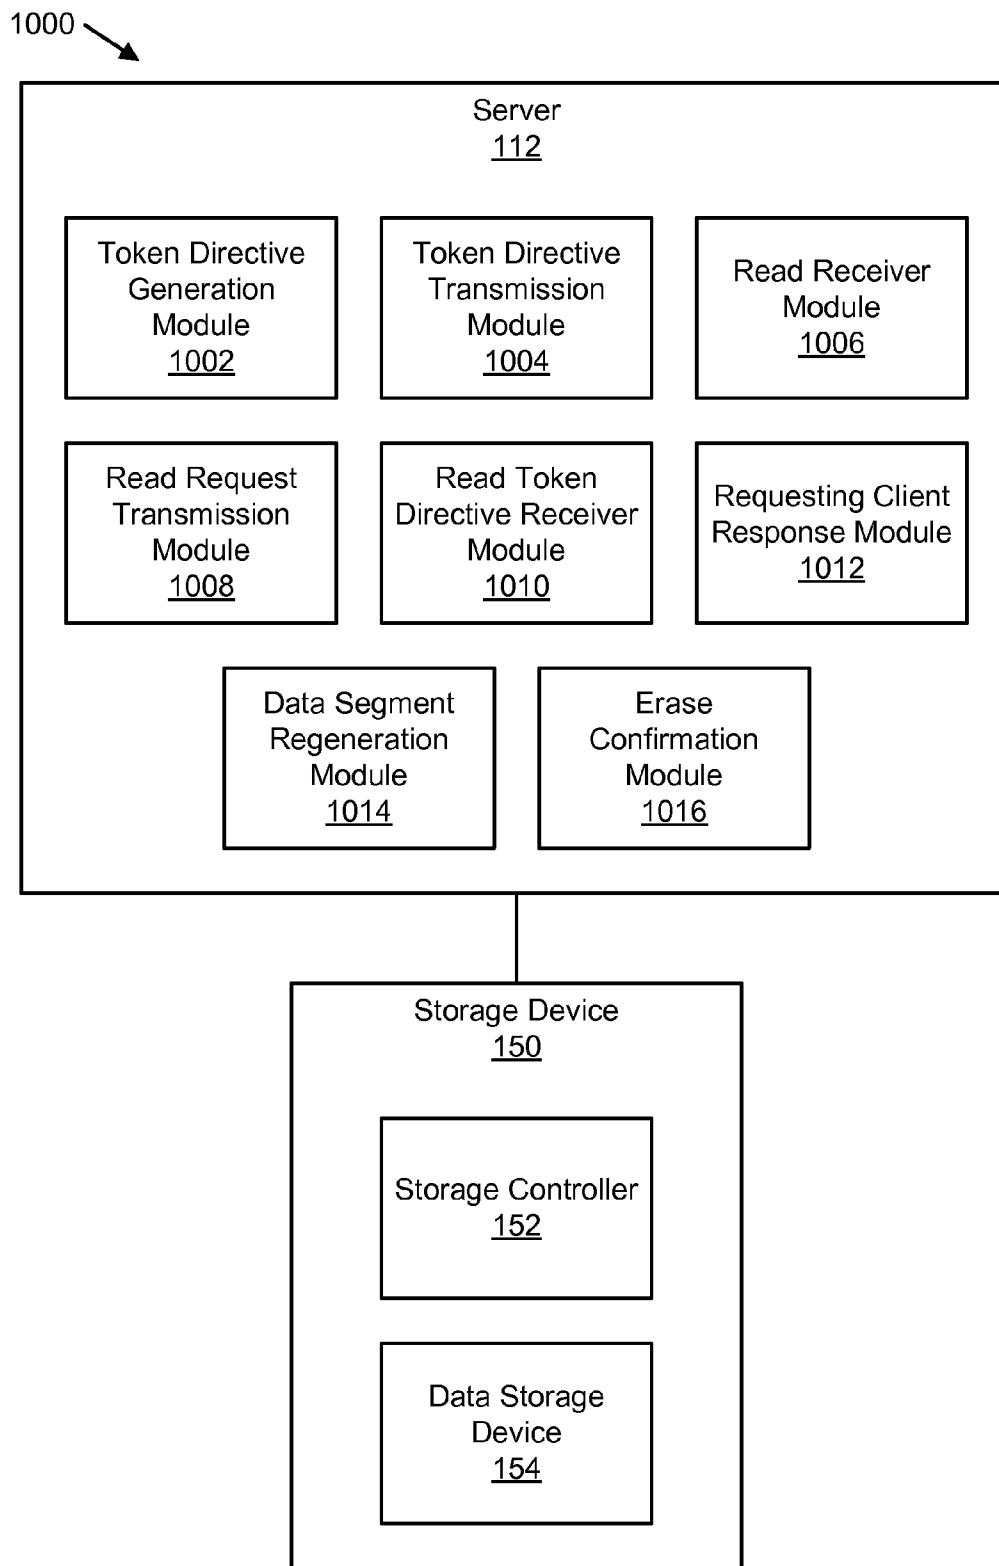 1000
Server
112
Token Directive
Generation
Module
1002
Token Directive
Transmission
Module
1004
Read Receiver
Module
1006
Read Request
Transmission
Module
1008
Read Token
Directive Receiver
Module
1010
Requesting Client
Response Module
1012
Data Segment
Regeneration
Module
1014
Erase
Confirmation
Module
1016
Storage Device
150
Storage Controller
152
Data Storage
Device
154